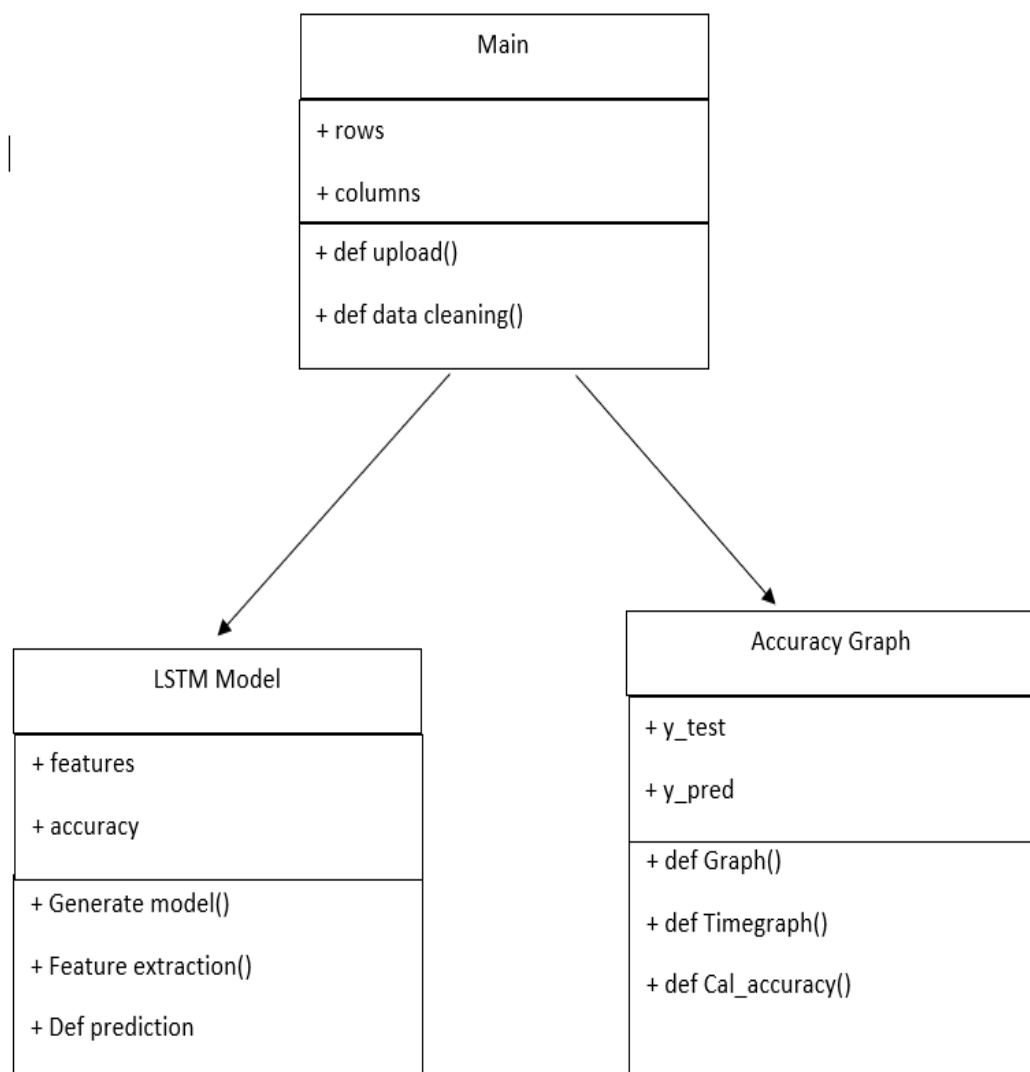 Main
+ rows
+ columns
+ def upload()
+ def data cleaning()
LSTM Model
+ features
+ accuracy
+ Generate model()
+ Feature extraction()
+ Def prediction
Accuracy Graph
+ y_test
+ y_pred
+ def Graph()
+ def Timegraph()
+ def Cal_accuracy()